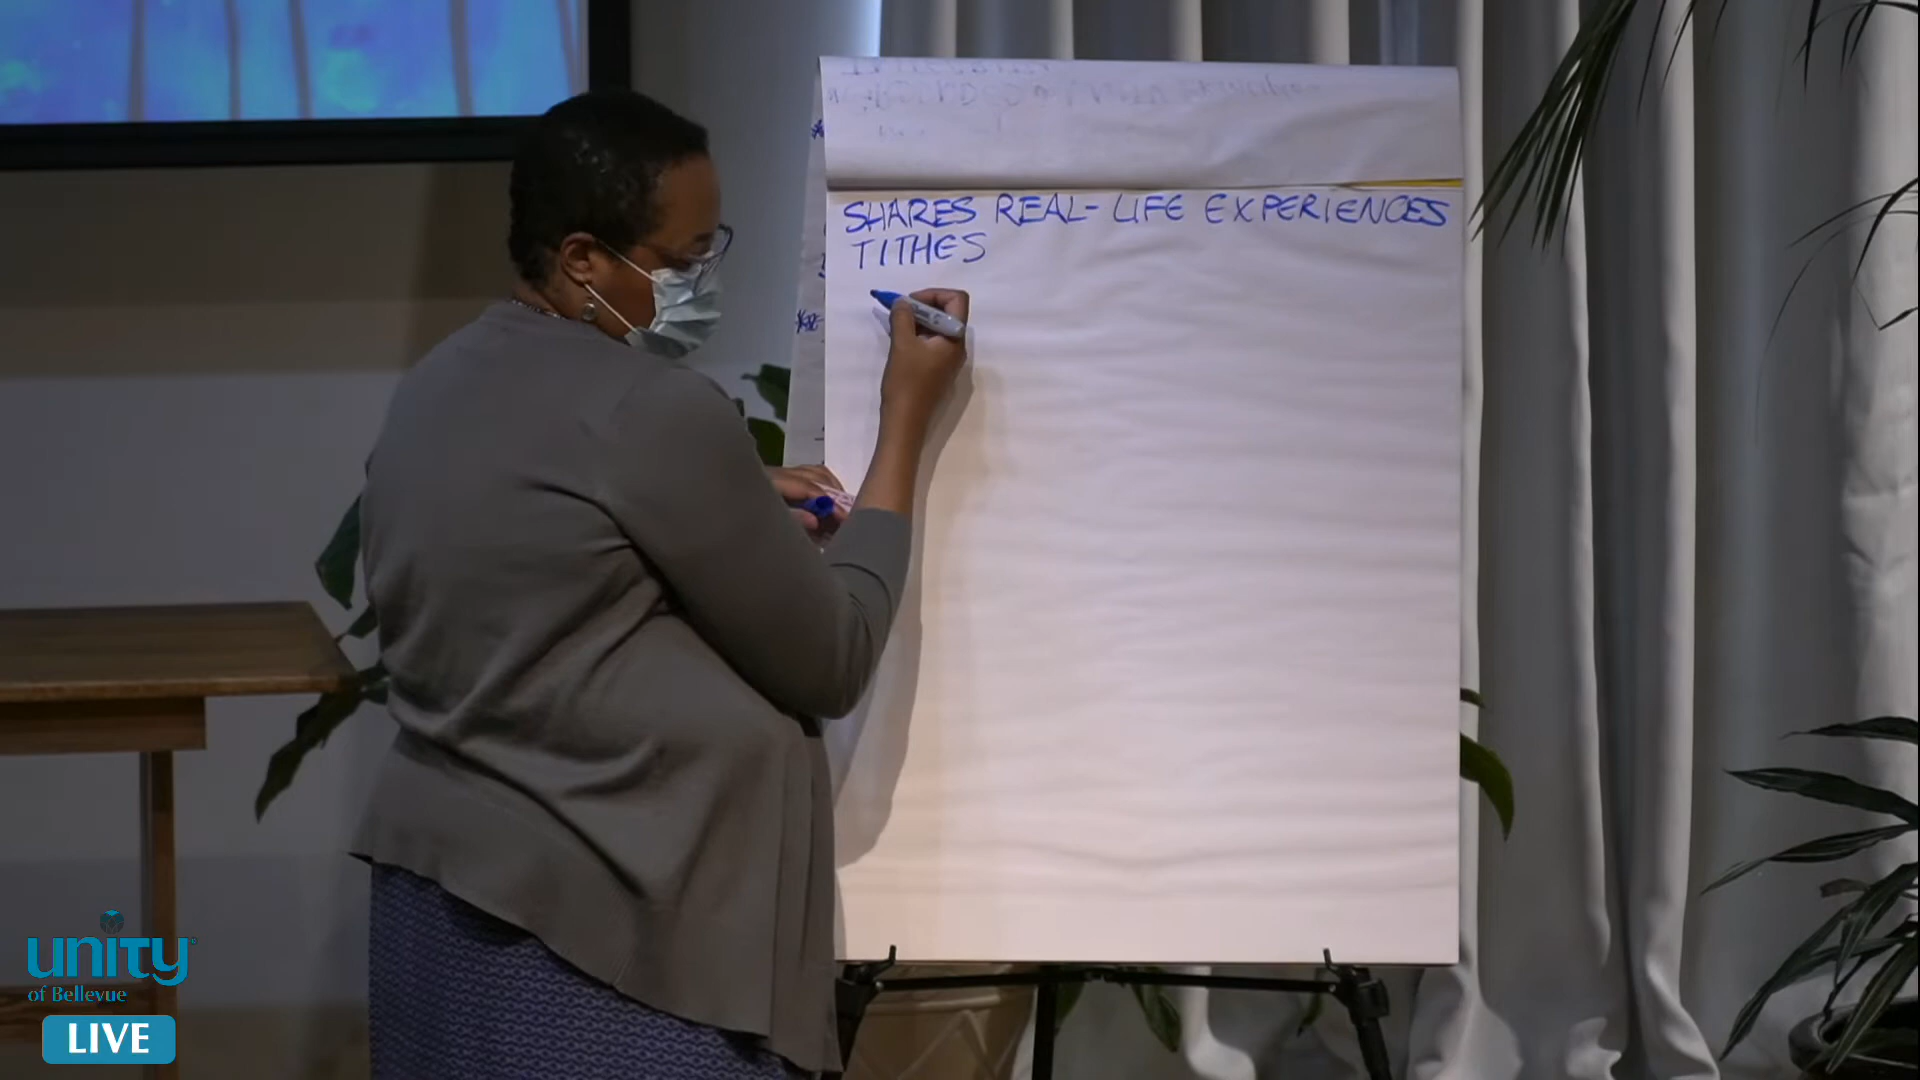 SHARES REAL-LIFE EXPERIENCES
TITHES
unity
of Bellevue
LIVE